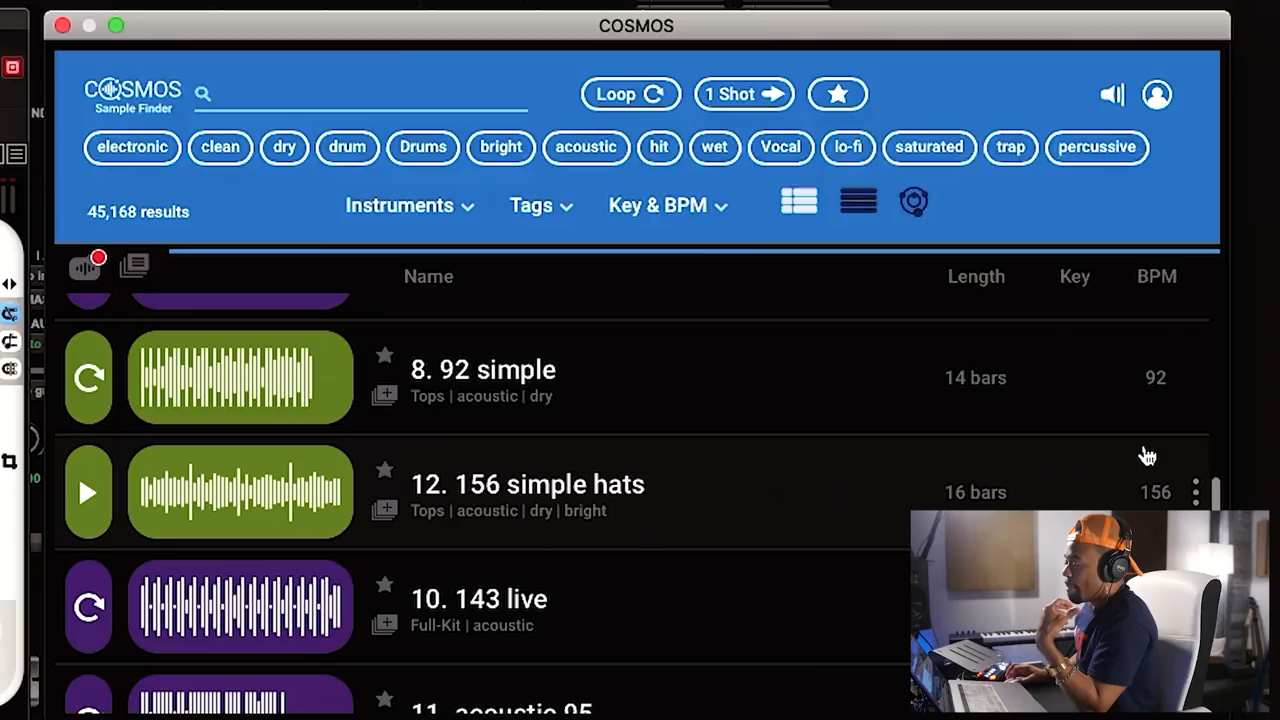 COSMOS
COSMOS
Sample Finder
Loop
1 Shot
electronic
clean
dry
drum
Drums
bright
acoustic
hit
wet
Vocal
lo-fi
saturated
trap
percussive
45,168 results
Instruments
Tags
Key & BPM
Name
Length
Key
BPM
8. 92 simple
Tops | acoustic | dry
14 bars
92
12. 156 simple hats
Tops | acoustic | dry | bright
16 bars
156
10. 143 live
Full-Kit | acoustic
11. acoustic 95